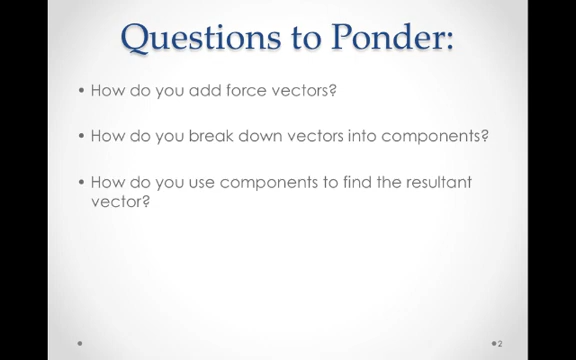 Questions to Ponder:
• How do you add force vectors?
• How do you break down vectors into components?
• How do you use components to find the resultant
vector?
2